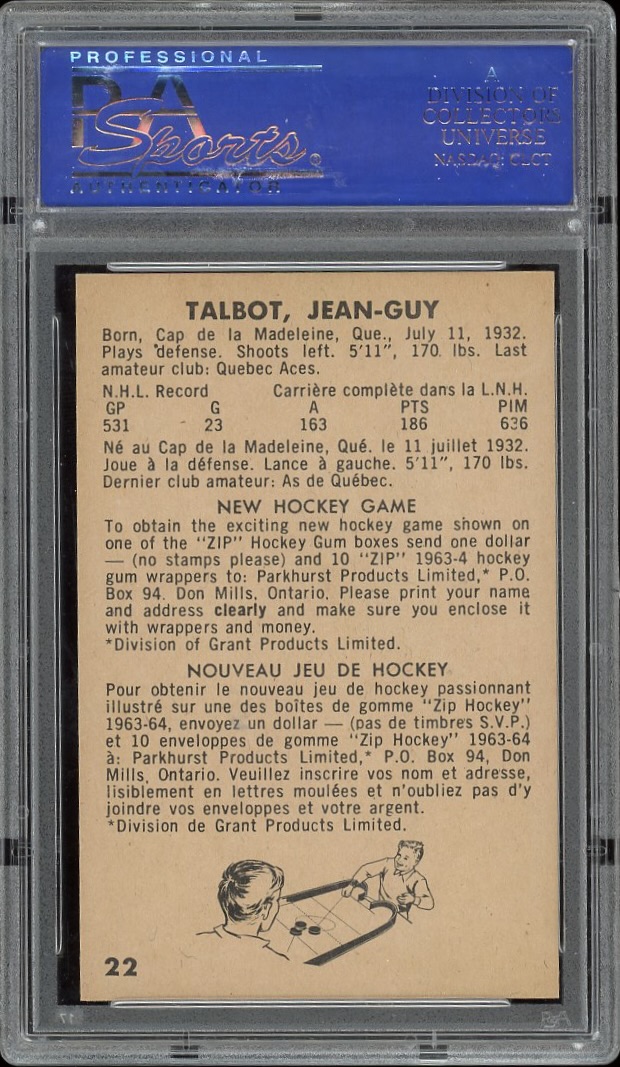 PROFESSIONAL
PSA
Sports®
AUTHENTICATOR
A
DIVISION OF
COLLECTORS
UNIVERSE
NASDAQ: CLCT
TALBOT, JEAN-GUY
Born, Cap de la Madeleine, Que., July 11, 1932.
Plays defense. Shoots left. 5'11", 170 lbs. Last
amateur club: Quebec Aces.
N.H.L. Record Carrière complète dans la L.N.H.
GP G A PTS PIM
531 23 163 186 636
Né au Cap de la Madeleine, Qué. le 11 juillet 1932.
Joue à la défense. Lance à gauche. 5'11", 170 lbs.
Dernier club amateur: As de Québec.
NEW HOCKEY GAME
To obtain the exciting new hockey game shown on
one of the "ZIP" Hockey Gum boxes send one dollar
— (no stamps please) and 10 "ZIP" 1963-4 hockey
gum wrappers to: Parkhurst Products Limited,* P.O.
Box 94, Don Mills, Ontario. Please print your name
and address clearly and make sure you enclose it
with wrappers and money.
*Division of Grant Products Limited.
NOUVEAU JEU DE HOCKEY
Pour obtenir le nouveau jeu de hockey passionnant
illustré sur une des boîtes de gomme "Zip Hockey"
1963-64, envoyez un dollar — (pas de timbres S.V.P.)
et 10 enveloppes de gomme "Zip Hockey" 1963-64
à: Parkhurst Products Limited,* P.O. Box 94, Don
Mills, Ontario. Veuillez inscrire vos nom et adresse,
lisiblement en lettres moulées et n'oubliez pas d'y
joindre vos enveloppes et votre argent.
*Division de Grant Products Limited.
22
PSA